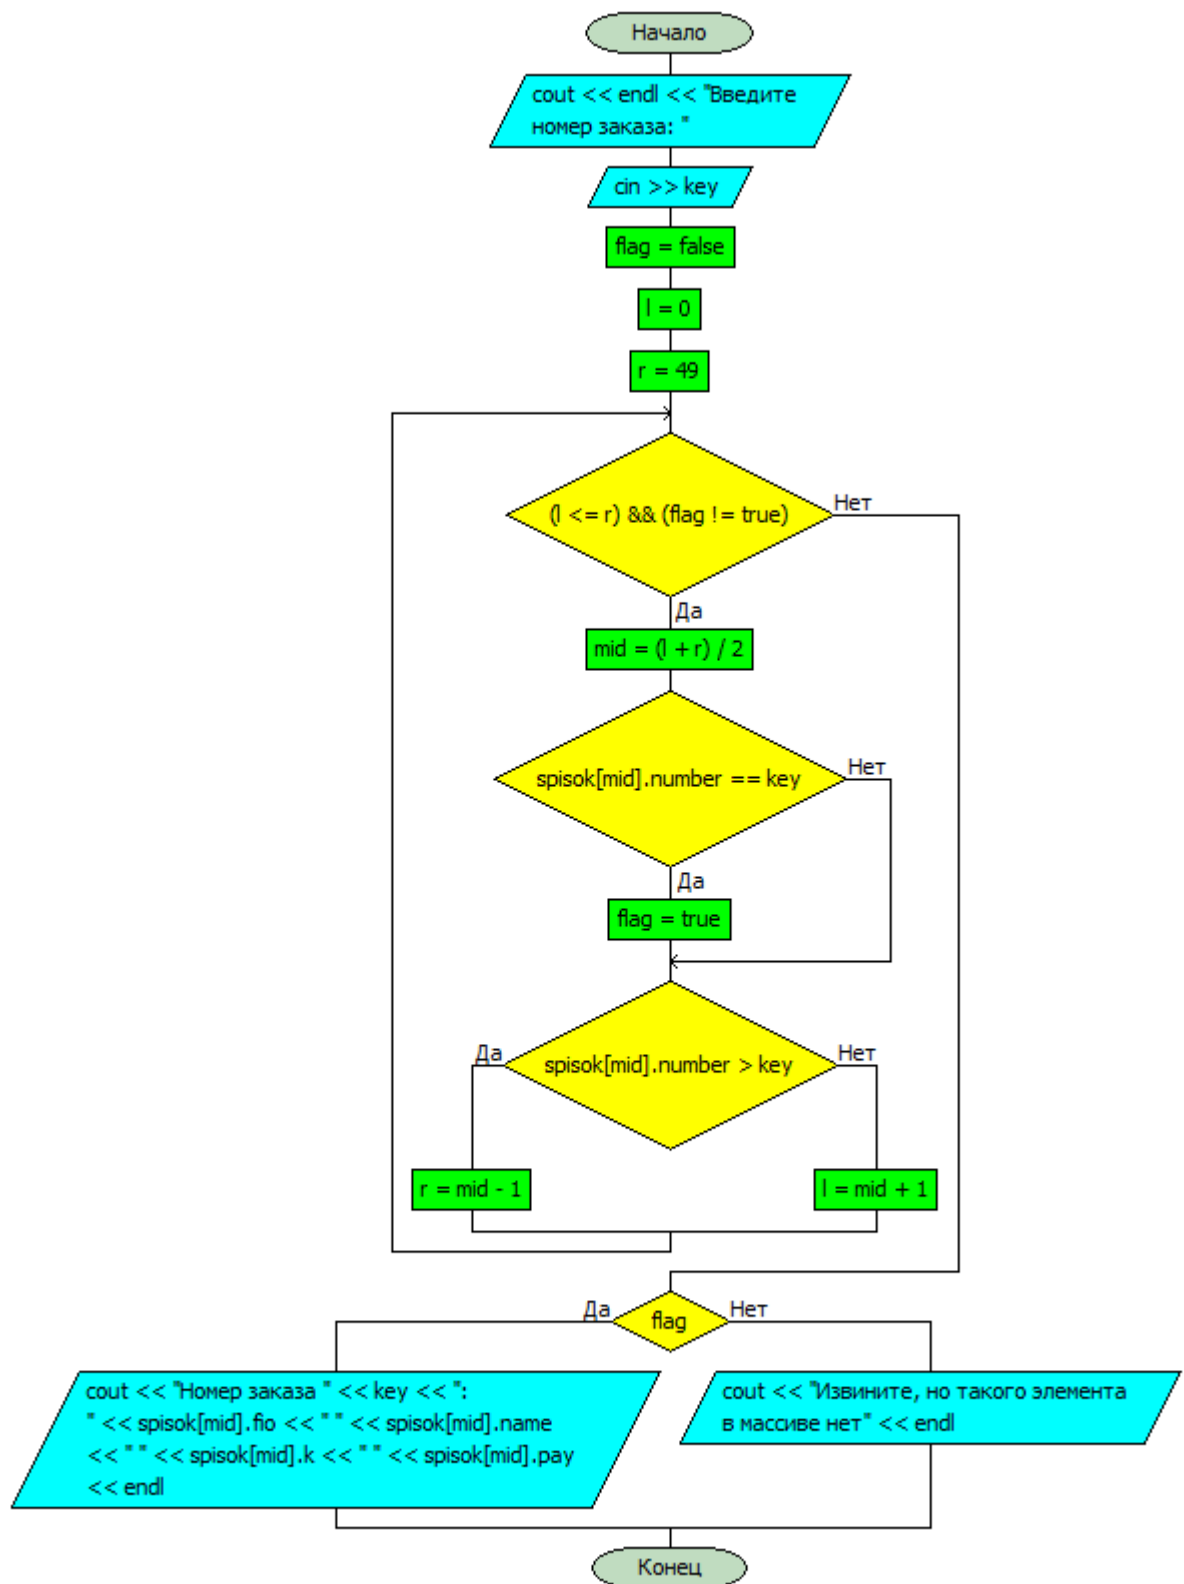 Начало
cout << endl << "Введите
номер заказа: "
cin >> key
flag = false
l = 0
r = 49
(l <= r) && (flag != true)
Нет
Да
mid = (l + r) / 2
spisok[mid].number == key
Нет
Да
flag = true
Да
spisok[mid].number > key
Нет
r = mid - 1
l = mid + 1
Да
flag
Нет
cout << "Номер заказа " << key << ":
" << spisok[mid].fio << " " << spisok[mid].name
<< " " << spisok[mid].k << " " << spisok[mid].pay
<< endl
cout << "Извините, но такого элемента
в массиве нет" << endl
Конец